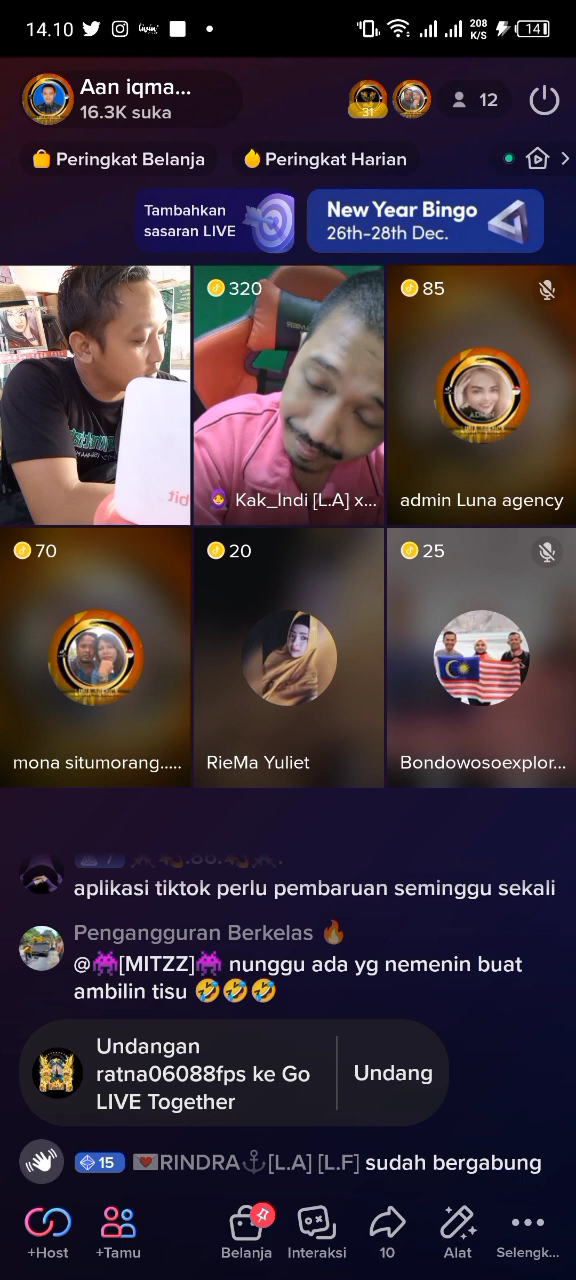 14.10
208
K/S
14
Aan iqma...
16.3K suka
31
12
Peringkat Belanja
Peringkat Harian
Tambahkan
sasaran LIVE
New Year Bingo
26th-28th Dec.
320
85
Kak_Indi [L.A] x...
admin Luna agency
70
20
25
mona situmorang.....
RieMa Yuliet
Bondowosoexplor...
aplikasi tiktok perlu pembaruan seminggu sekali
Pengangguran Berkelas 🔥
@👾[MITZZ]👾 nunggu ada yg nemenin buat
ambilin tisu 🤣🤣🤣
Undangan
ratna06088fps ke Go
LIVE Together
Undang
15 💌RINDRA⚓[L.A] [L.F] sudah bergabung
+Host
+Tamu
Belanja
Interaksi
10
Alat
Selengk...